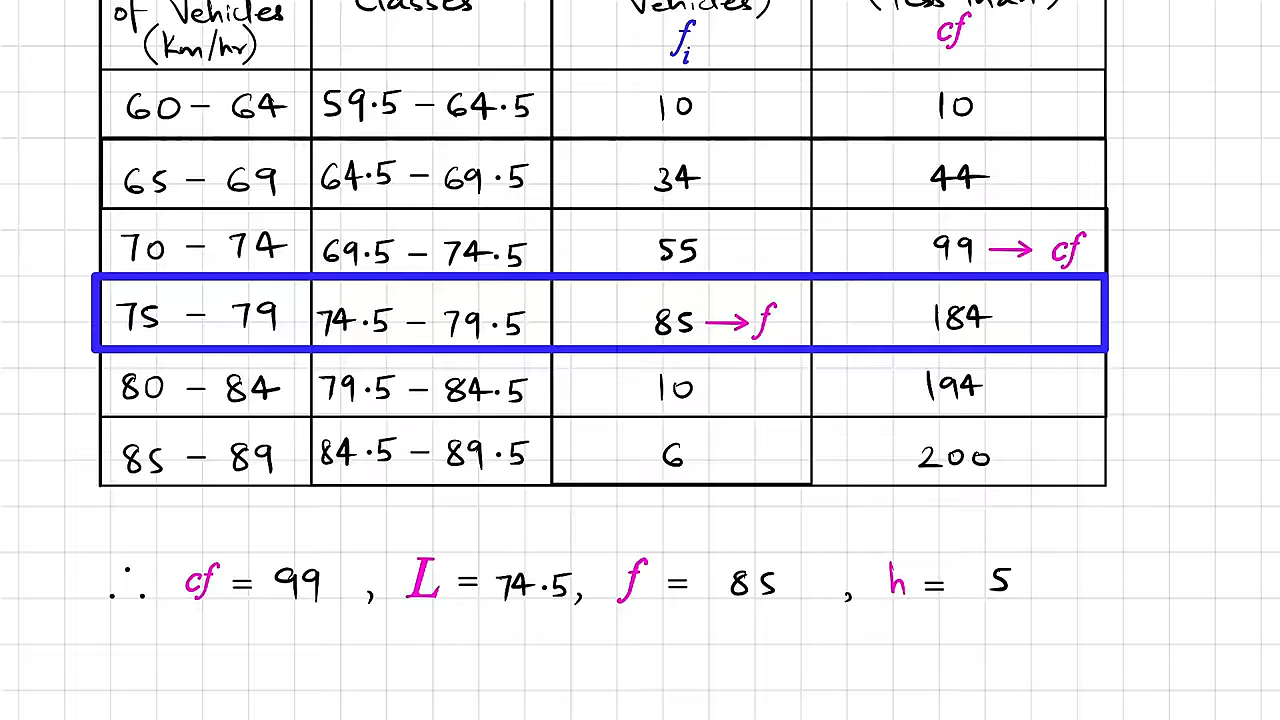 of Vehicles
(Km/hr)
Classes
Vehicles)
fi
(less than)
cf
60 - 64 59.5 - 64.5 10 10
65 - 69 64.5 - 69.5 34 44
70 - 74 69.5 - 74.5 55 99 → cf
75 - 79 74.5 - 79.5 85 → f 184
80 - 84 79.5 - 84.5 10 194
85 - 89 84.5 - 89.5 6 200
∴ cf = 99 , L = 74.5, f = 85 , h = 5